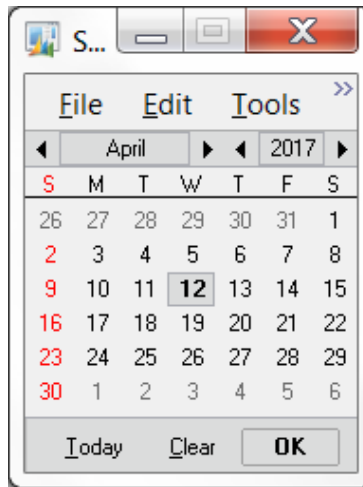 S...
File Edit Tools »
April 2017
S M T W T F S
26 27 28 29 30 31 1
2 3 4 5 6 7 8
9 10 11 12 13 14 15
16 17 18 19 20 21 22
23 24 25 26 27 28 29
30 1 2 3 4 5 6
Today Clear OK